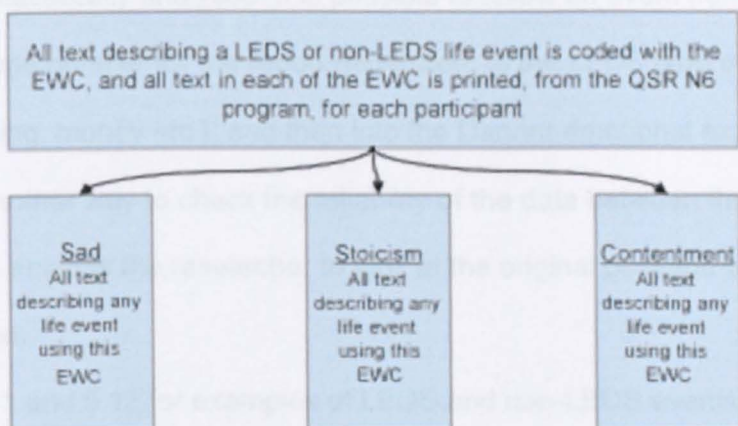 All text describing a LEDS or non-LEDS life event is coded with the
EWC, and all text in each of the EWC is printed, from the QSR N6
program, for each participant
Sad
All text
describing any
life event
using this
EWC
Stoicism
All text
describing any
life event
using this
EWC
Contentment
All text
describing any
life event
using this
EWC